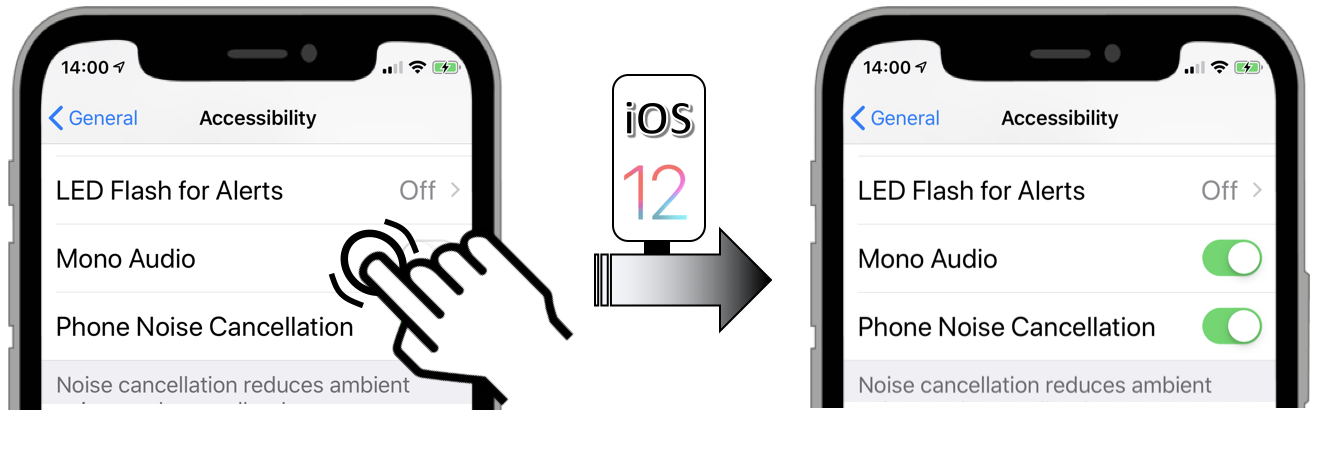 14:00
General
Accessibility
LED Flash for Alerts
Off
Mono Audio
Phone Noise Cancellation
Noise cancellation reduces ambient
iOS
12
14:00
General
Accessibility
LED Flash for Alerts
Off
Mono Audio
Phone Noise Cancellation
Noise cancellation reduces ambient